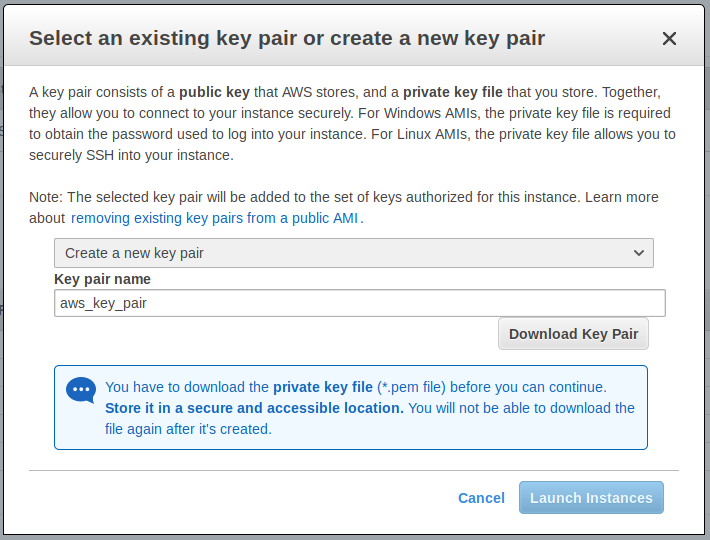 Select an existing key pair or create a new key pair
A key pair consists of a public key that AWS stores, and a private key file that you store. Together,
they allow you to connect to your instance securely. For Windows AMIs, the private key file is required
to obtain the password used to log into your instance. For Linux AMIs, the private key file allows you to
securely SSH into your instance.
Note: The selected key pair will be added to the set of keys authorized for this instance. Learn more
about removing existing key pairs from a public AMI .
Create a new key pair
Key pair name
aws_key_pair
Download Key Pair
You have to download the private key file (*.pem file) before you can continue.
Store it in a secure and accessible location. You will not be able to download the
file again after it's created.
Cancel
Launch Instances